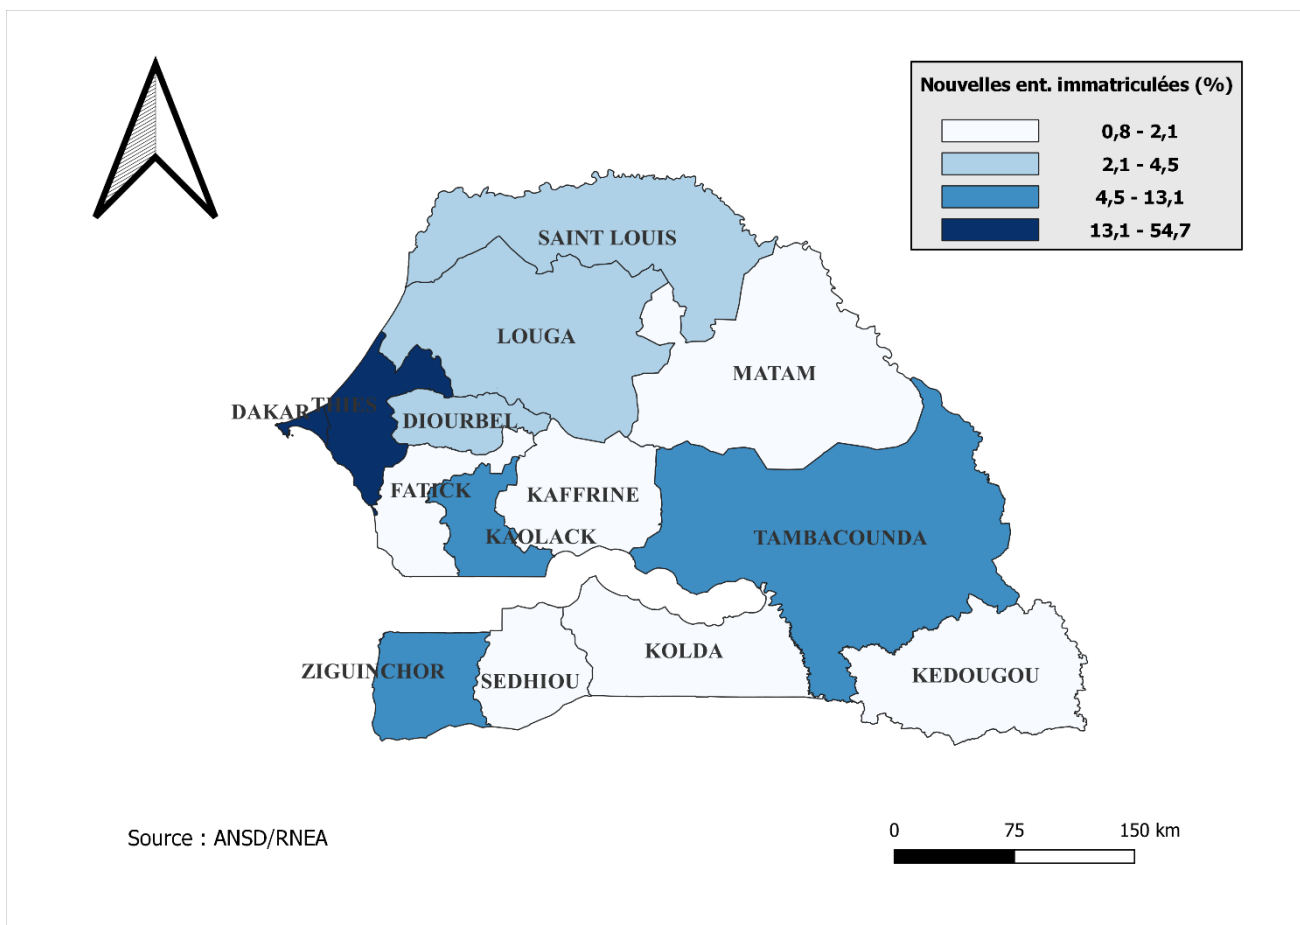 Nouvelles ent. immatriculées (%)
0,8 - 2,1
2,1 - 4,5
4,5 - 13,1
13,1 - 54,7
SAINT LOUIS
LOUGA
MATAM
DAKAR
THIES
DIOURBEL
FATICK
KAFFRINE
KAOLACK
TAMBACOUNDA
ZIGUINCHOR
SEDHIOU
KOLDA
KEDOUGOU
Source : ANSD/RNEA
0 75 150 km